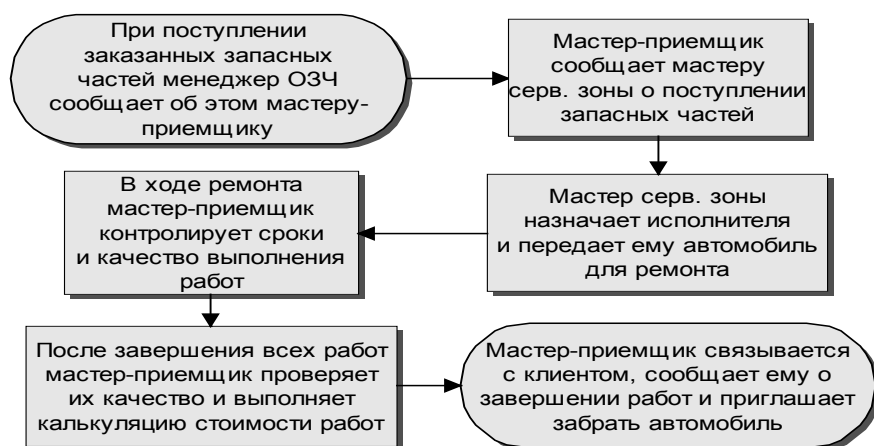 При поступлении
заказанных запасных
частей менеджер ОЗЧ
сообщает об этом мастеру-
приемщику
Мастер-приемщик
сообщает мастеру
серв. зоны о поступлении
запасных частей
Мастер серв. зоны
назначает исполнителя
и передает ему автомобиль
для ремонта
В ходе ремонта
мастер-приемщик
контролирует сроки
и качество выполнения
работ
После завершения всех работ
мастер-приемщик проверяет
их качество и выполняет
калькуляцию стоимости работ
Мастер-приемщик связывается
с клиентом, сообщает ему о
завершении работ и приглашает
забрать автомобиль